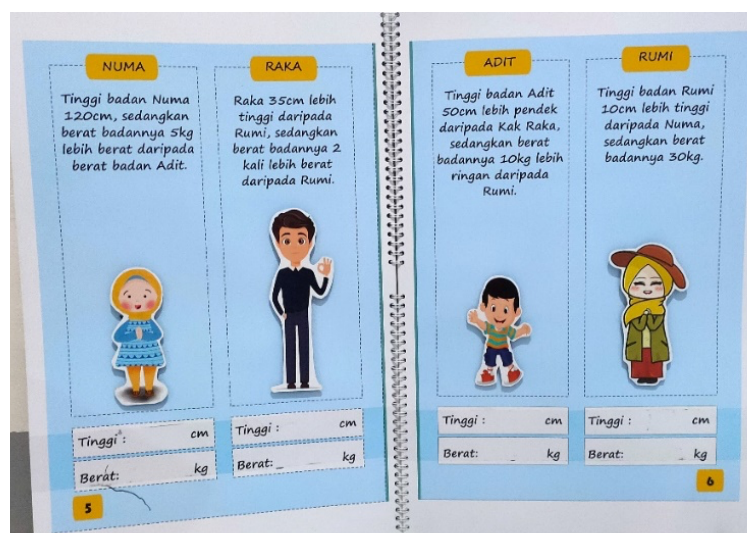 NUMA
Tinggi badan Numa
120cm, sedangkan
berat badannya 5kg
lebih berat daripada
berat badan Adit.
Tinggi : cm
Berat: kg
5
RAKA
Raka 35cm lebih
tinggi daripada
Rumi, sedangkan
berat badannya 2
kali lebih berat
daripada Rumi.
Tinggi : cm
Berat: kg
ADIT
Tinggi badan Adit
50cm lebih pendek
daripada Kak Raka,
sedangkan berat
badannya 10kg lebih
ringan daripada
Rumi.
Tinggi : cm
Berat: kg
RUMI
Tinggi badan Rumi
10cm lebih tinggi
daripada Numa,
sedangkan berat
badannya 30kg.
Tinggi : cm
Berat: kg
6